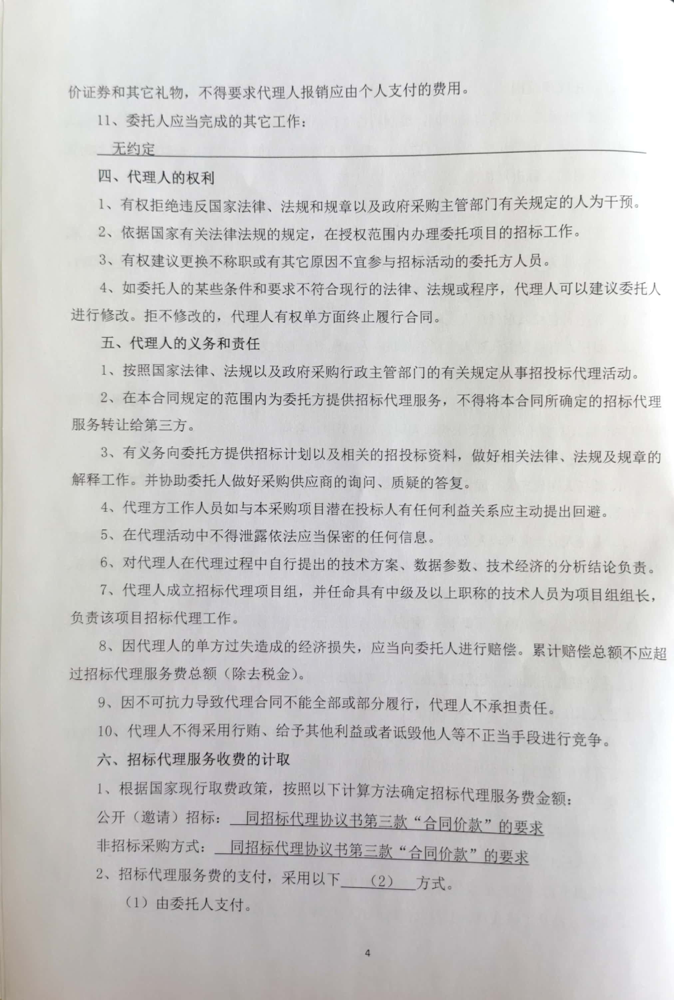 价证券和其它礼物，不得要求代理人报销应由个人支付的费用。
11、委托人应当完成的其它工作：
无约定
四、代理人的权利
1、有权拒绝违反国家法律、法规和规章以及政府采购主管部门有关规定的人为干预。
2、依据国家有关法律法规的规定，在授权范围内办理委托项目的招标工作。
3、有权建议更换不称职或有其它原因不宜参与招标活动的委托方人员。
4、如委托人的某些条件和要求不符合现行的法律、法规或程序，代理人可以建议委托人
进行修改。拒不修改的，代理人有权单方面终止履行合同。
五、代理人的义务和责任
1、按照国家法律、法规以及政府采购行政主管部门的有关规定从事招投标代理活动。
2、在本合同规定的范围内为委托方提供招标代理服务，不得将本合同所确定的招标代理
服务转让给第三方。
3、有义务向委托方提供招标计划以及相关的招投标资料，做好相关法律、法规及规章的
解释工作。并协助委托人做好采购供应商的询问、质疑的答复。
4、代理方工作人员如与本采购项目潜在投标人有任何利益关系应主动提出回避。
5、在代理活动中不得泄露依法应当保密的任何信息。
6、对代理人在代理过程中自行提出的技术方案、数据参数、技术经济的分析结论负责。
7、代理人成立招标代理项目组，并任命具有中级及以上职称的技术人员为项目组组长，
负责该项目招标代理工作。
8、因代理人的单方过失造成的经济损失，应当向委托人进行赔偿。累计赔偿总额不应超
过招标代理服务费总额（除去税金）。
9、因不可抗力导致代理合同不能全部或部分履行，代理人不承担责任。
10、代理人不得采用行贿、给予其他利益或者诋毁他人等不正当手段进行竞争。
六、招标代理服务收费的计取
1、根据国家现行取费政策，按照以下计算方法确定招标代理服务费金额：
公开（邀请）招标： 同招标代理协议书第三款“合同价款”的要求
非招标采购方式： 同招标代理协议书第三款“合同价款”的要求
2、招标代理服务费的支付，采用以下 （2） 方式。
（1）由委托人支付。
4